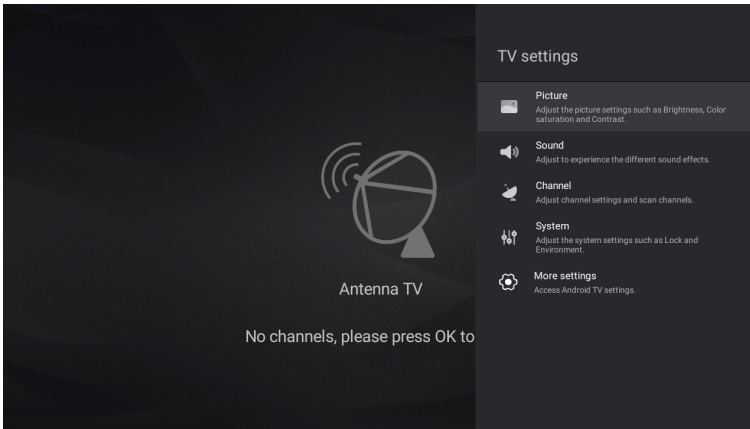 TV settings
Picture
Adjust the picture settings such as Brightness, Color
saturation and Contrast.
Sound
Adjust to experience the different sound effects.
Channel
Adjust channel settings and scan channels.
System
Adjust the system settings such as Lock and
Environment.
More settings
Access Android TV settings.
Antenna TV
No channels, please press OK to